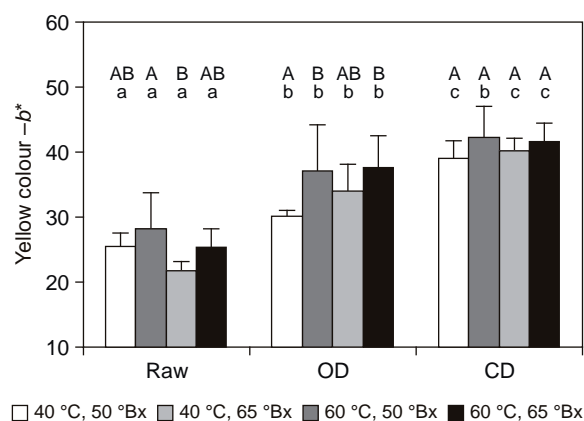 60
50
40
30
20
10
Yellow colour –b*
AB A B AB
a a a a
A B AB B
b b b b
A A A A
c b c c
Raw OD CD
40 °C, 50 °Bx 40 °C, 65 °Bx 60 °C, 50 °Bx 60 °C, 65 °Bx